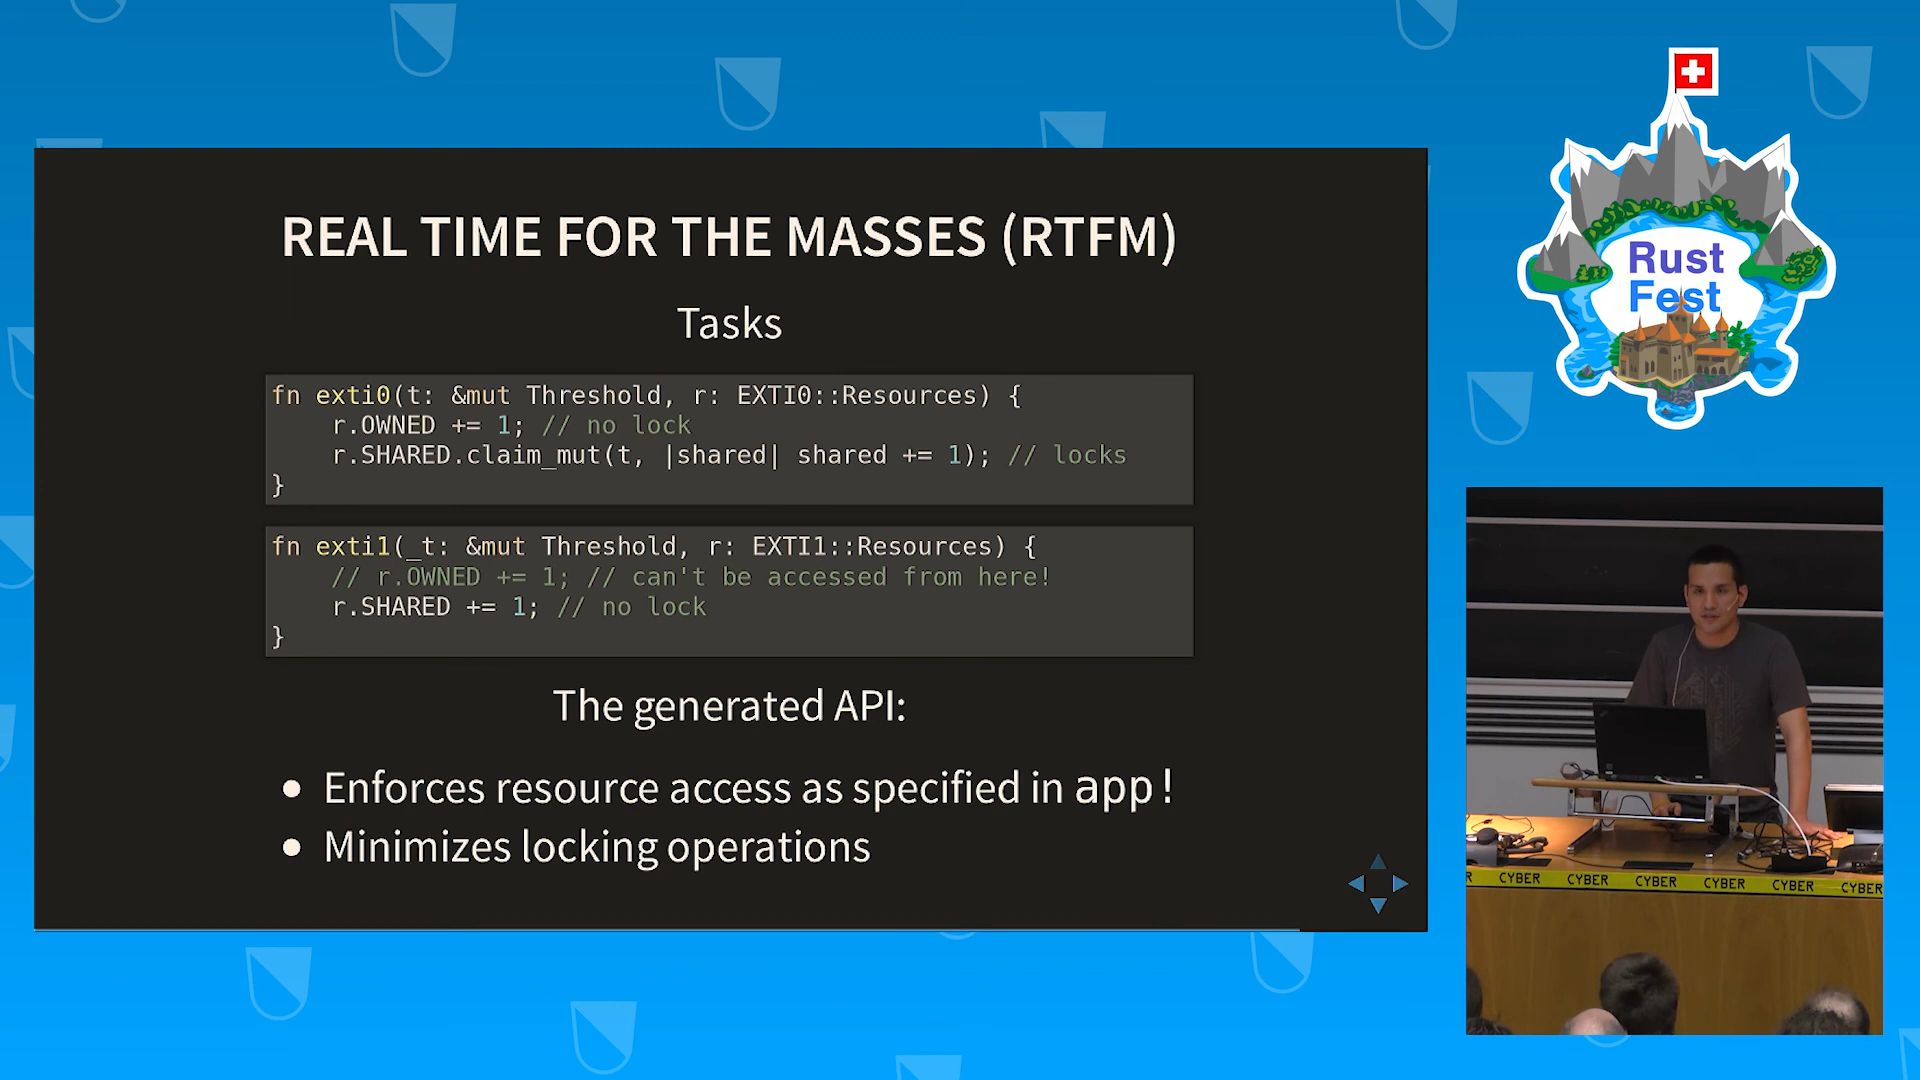 REAL TIME FOR THE MASSES (RTFM)
Tasks
fn exti0(t: &mut Threshold, r: EXTI0::Resources) {
    r.OWNED += 1; // no lock
    r.SHARED.claim_mut(t, |shared| shared += 1); // locks
}
fn exti1(_t: &mut Threshold, r: EXTI1::Resources) {
    // r.OWNED += 1; // can't be accessed from here!
    r.SHARED += 1; // no lock
}
The generated API:
• Enforces resource access as specified in app!
• Minimizes locking operations
Rust
Fest
R CYBER CYBER CYBER CYBER CYBER CYBER